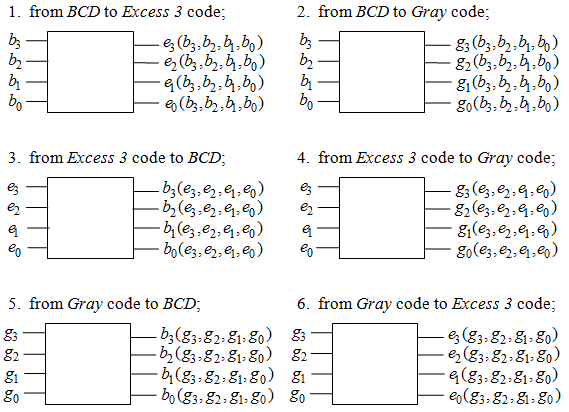 1. from BCD to Excess 3 code;
b3 e3(b3,b2,b1,b0)
b2 e2(b3,b2,b1,b0)
b1 e1(b3,b2,b1,b0)
b0 e0(b3,b2,b1,b0)
2. from BCD to Gray code;
b3 g3(b3,b2,b1,b0)
b2 g2(b3,b2,b1,b0)
b1 g1(b3,b2,b1,b0)
b0 g0(b3,b2,b1,b0)
3. from Excess 3 code to BCD;
e3 b3(e3,e2,e1,e0)
e2 b2(e3,e2,e1,e0)
e1 b1(e3,e2,e1,e0)
e0 b0(e3,e2,e1,e0)
4. from Excess 3 code to Gray code;
e3 g3(e3,e2,e1,e0)
e2 g2(e3,e2,e1,e0)
e1 g1(e3,e2,e1,e0)
e0 g0(e3,e2,e1,e0)
5. from Gray code to BCD;
g3 b3(g3,g2,g1,g0)
g2 b2(g3,g2,g1,g0)
g1 b1(g3,g2,g1,g0)
g0 b0(g3,g2,g1,g0)
6. from Gray code to Excess 3 code;
g3 e3(g3,g2,g1,g0)
g2 e2(g3,g2,g1,g0)
g1 e1(g3,g2,g1,g0)
g0 e0(g3,g2,g1,g0)